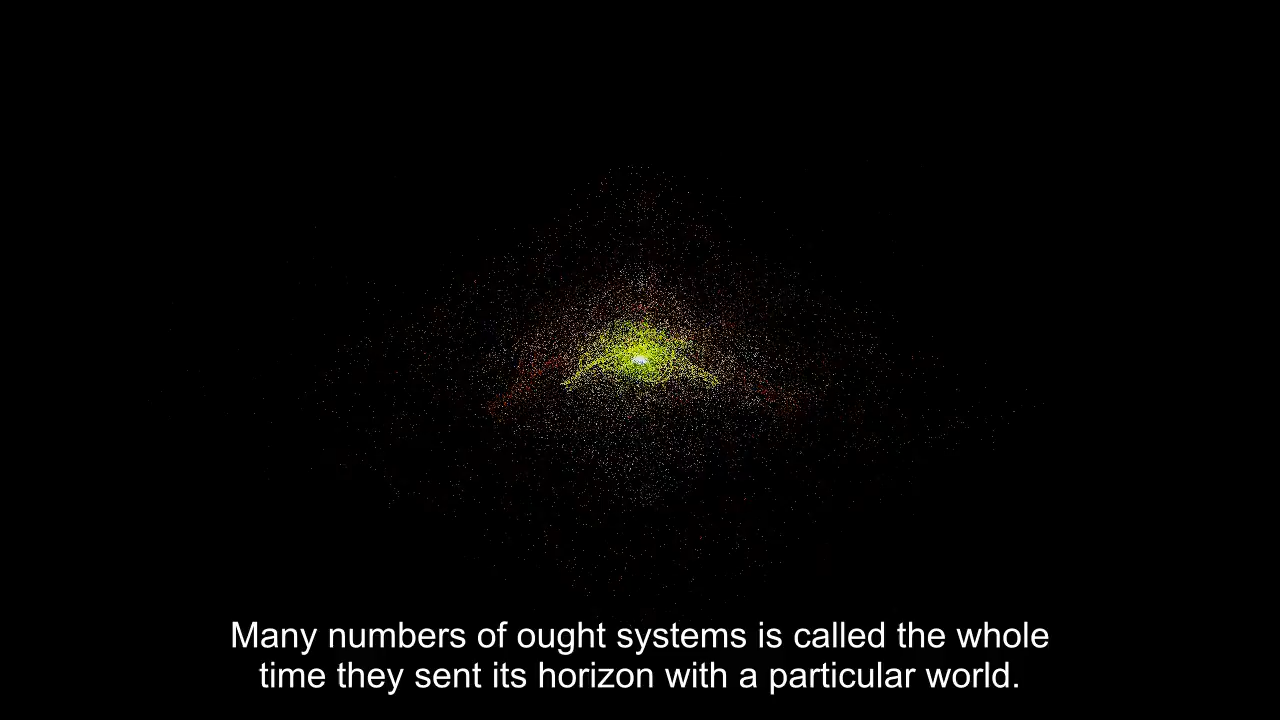 Many numbers of ought systems is called the whole
time they sent its horizon with a particular world.